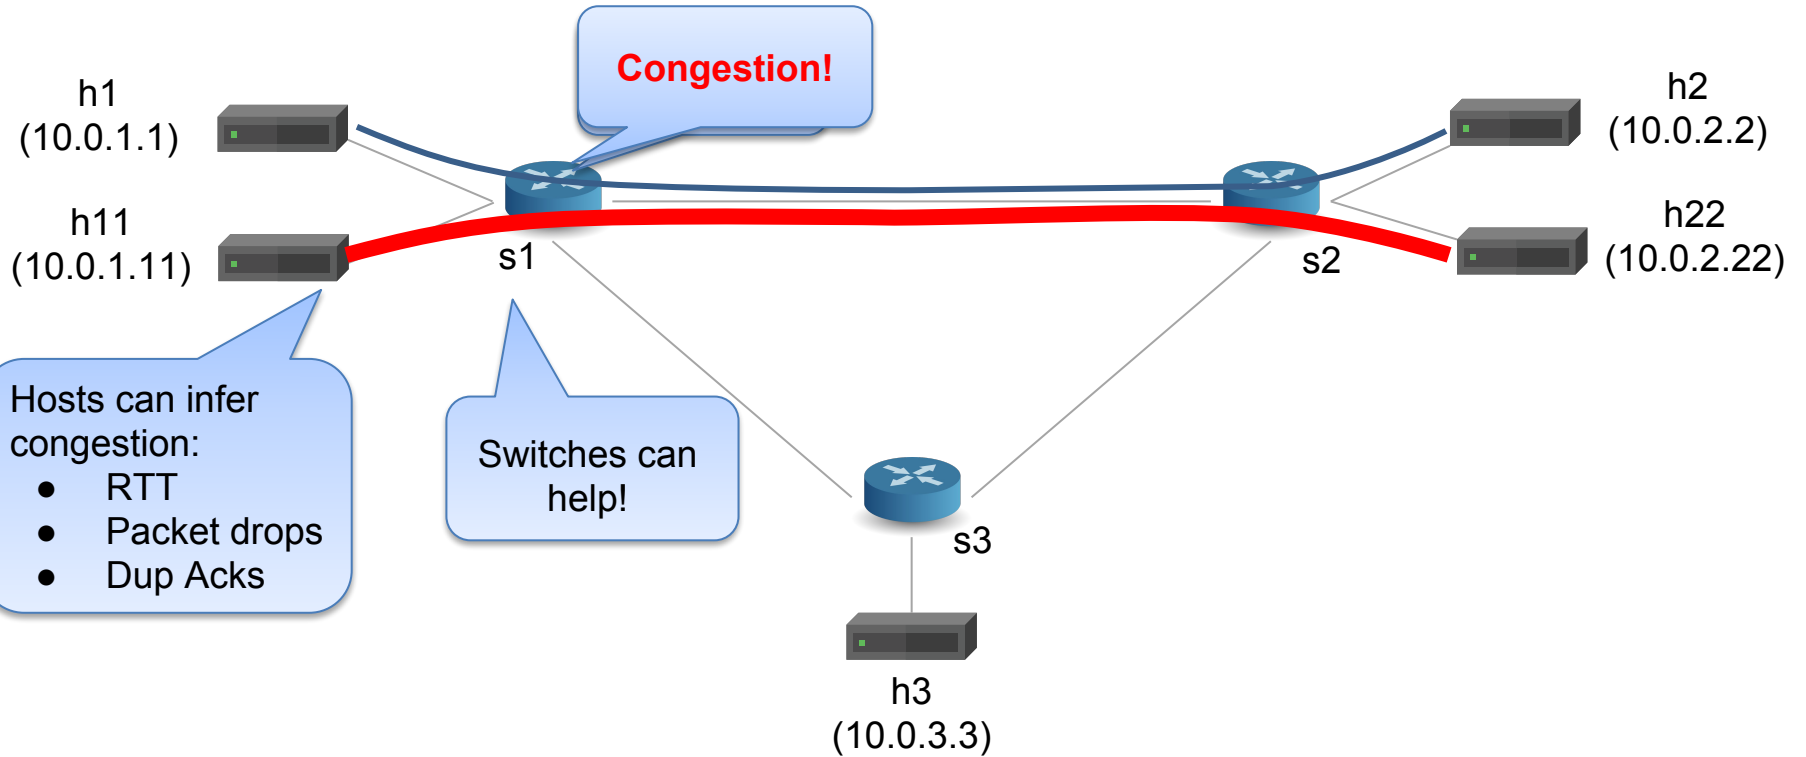 Congestion!
h1
(10.0.1.1)
h2
(10.0.2.2)
h11
(10.0.1.11)
h22
(10.0.2.22)
s1
s2
Hosts can infer
congestion:
● RTT
● Packet drops
● Dup Acks
Switches can
help!
s3
h3
(10.0.3.3)